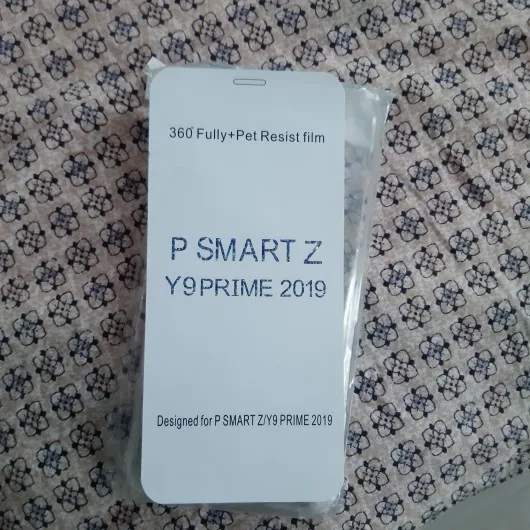 360° Fully+Pet Resist film
P SMART Z
Y9 PRIME 2019
Designed for P SMART Z/Y9 PRIME 2019